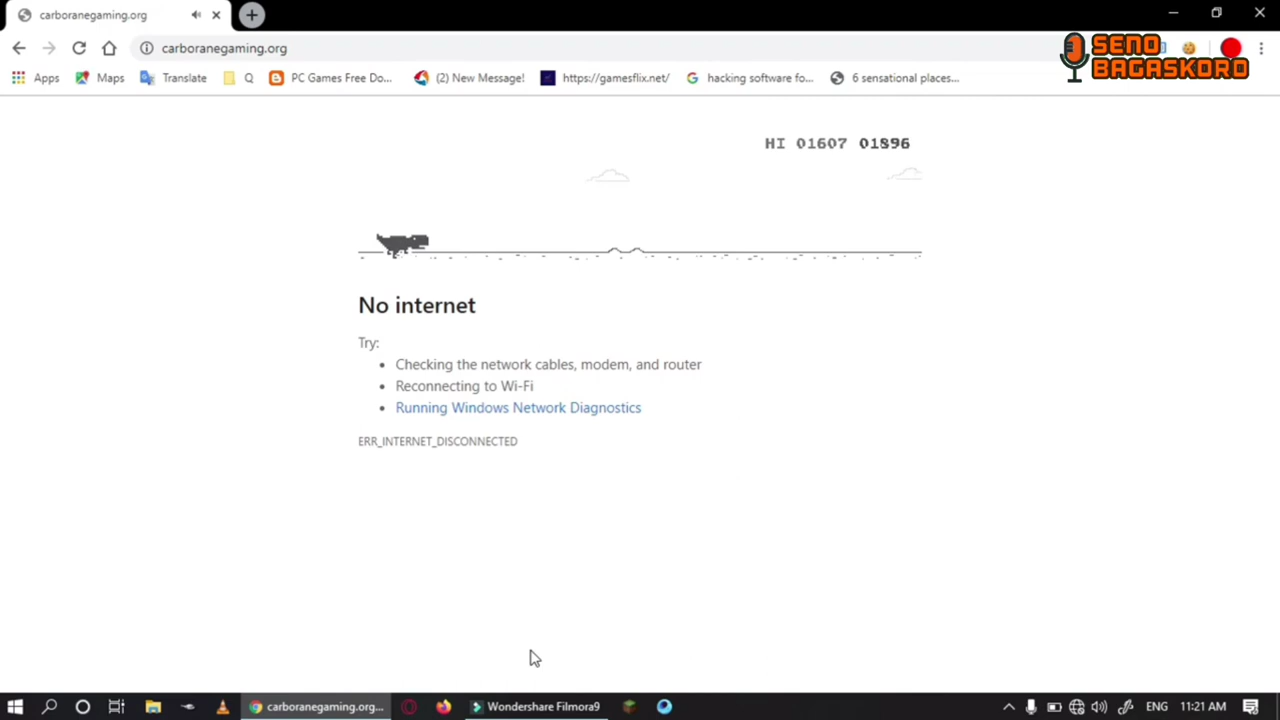 carboranegaming.org
carboranegaming.org
SENO
BAGASKORO
Apps Maps Translate Q PC Games Free Do... (2) New Message! https://gamesflix.net/ hacking software fo... 6 sensational places...
HI 01607 01896
No internet
Try:
Checking the network cables, modem, and router
Reconnecting to Wi-Fi
Running Windows Network Diagnostics
ERR_INTERNET_DISCONNECTED
carboranegaming.org... Wondershare Filmora9 ENG 11:21 AM